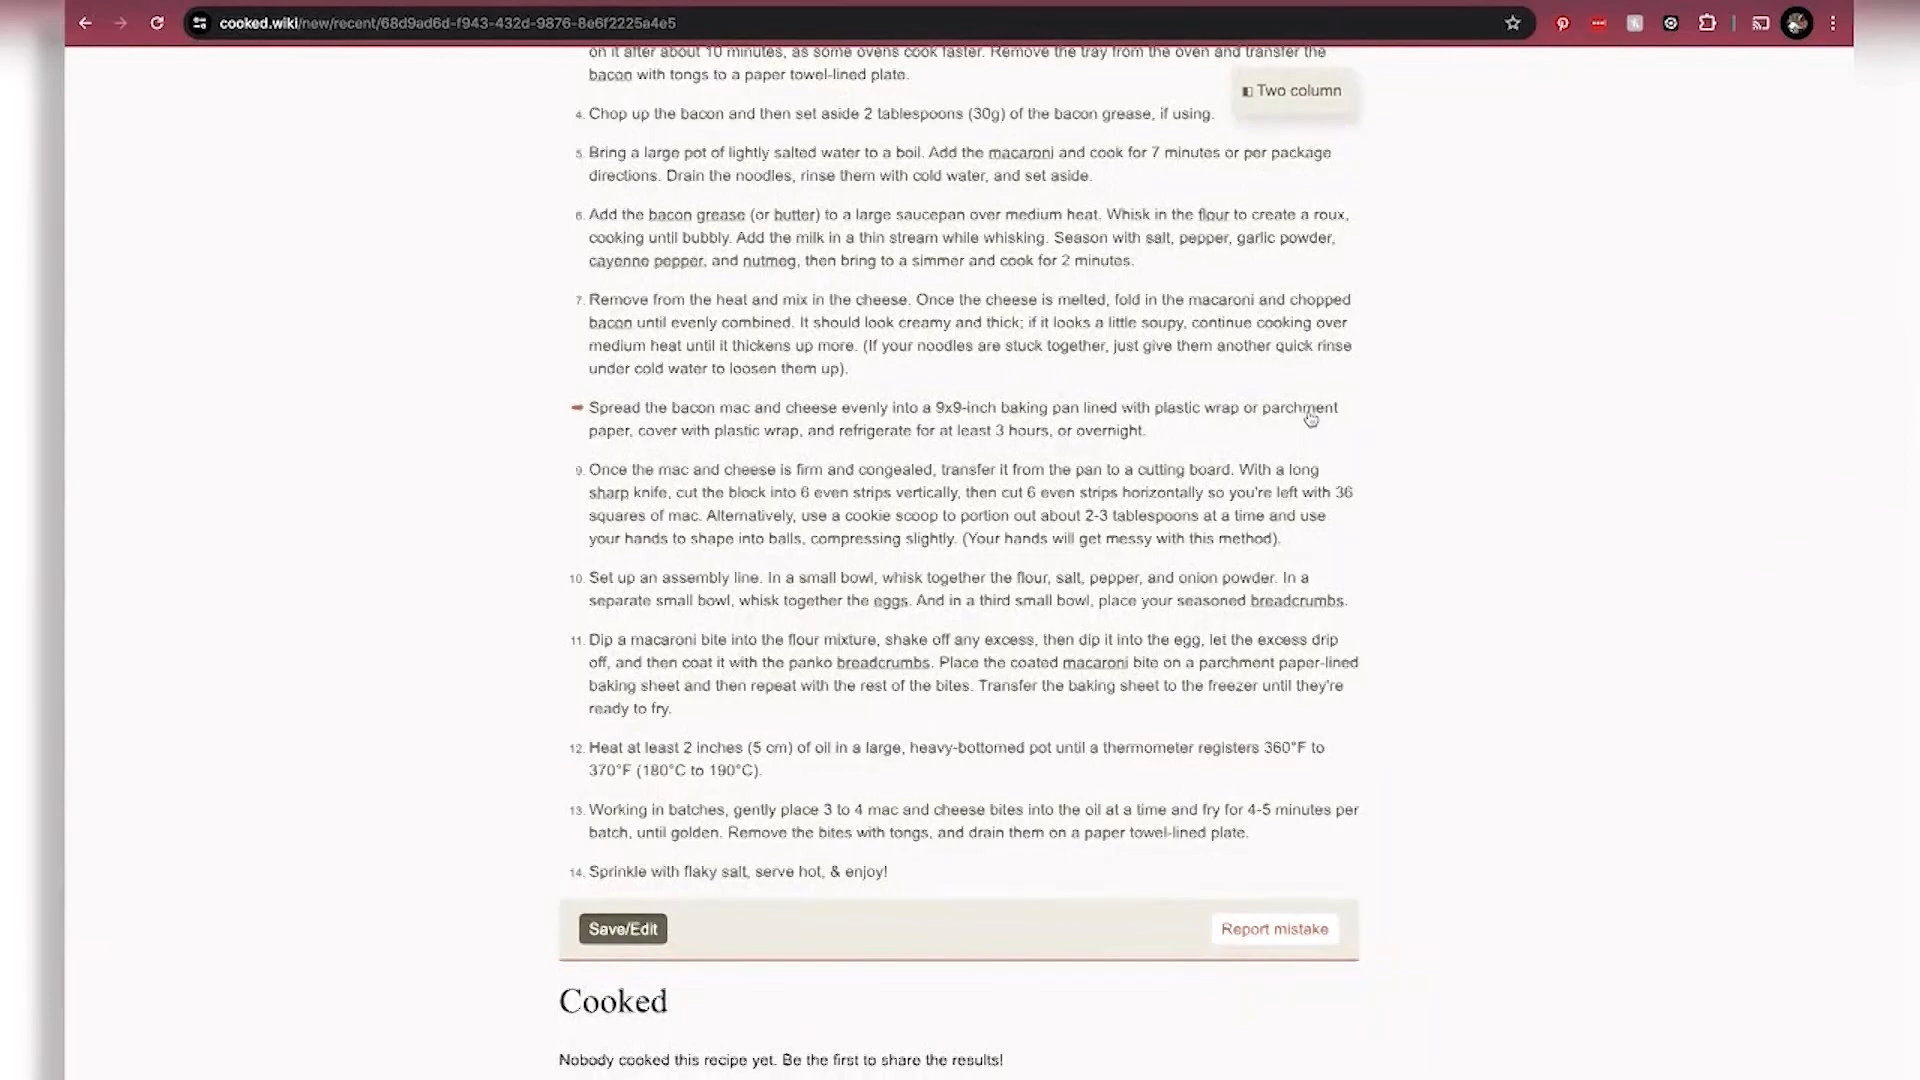 cooked.wiki/new/recent/68d9ad6d-f943-432d-9876-8e6f2225a4e5
on it after about 10 minutes, as some ovens cook faster. Remove the tray from the oven and transfer the
bacon with tongs to a paper towel-lined plate.
Two column
4. Chop up the bacon and then set aside 2 tablespoons (30g) of the bacon grease, if using.
5. Bring a large pot of lightly salted water to a boil. Add the macaroni and cook for 7 minutes or per package
directions. Drain the noodles, rinse them with cold water, and set aside.
6. Add the bacon grease (or butter) to a large saucepan over medium heat. Whisk in the flour to create a roux,
cooking until bubbly. Add the milk in a thin stream while whisking. Season with salt, pepper, garlic powder,
cayenne pepper, and nutmeg, then bring to a simmer and cook for 2 minutes.
7. Remove from the heat and mix in the cheese. Once the cheese is melted, fold in the macaroni and chopped
bacon until evenly combined. It should look creamy and thick; if it looks a little soupy, continue cooking over
medium heat until it thickens up more. (If your noodles are stuck together, just give them another quick rinse
under cold water to loosen them up).
Spread the bacon mac and cheese evenly into a 9x9-inch baking pan lined with plastic wrap or parchment
paper, cover with plastic wrap, and refrigerate for at least 3 hours, or overnight.
9. Once the mac and cheese is firm and congealed, transfer it from the pan to a cutting board. With a long
sharp knife, cut the block into 6 even strips vertically, then cut 6 even strips horizontally so you're left with 36
squares of mac. Alternatively, use a cookie scoop to portion out about 2-3 tablespoons at a time and use
your hands to shape into balls, compressing slightly. (Your hands will get messy with this method).
10. Set up an assembly line. In a small bowl, whisk together the flour, salt, pepper, and onion powder. In a
separate small bowl, whisk together the eggs. And in a third small bowl, place your seasoned breadcrumbs.
11. Dip a macaroni bite into the flour mixture, shake off any excess, then dip it into the egg, let the excess drip
off, and then coat it with the panko breadcrumbs. Place the coated macaroni bite on a parchment paper-lined
baking sheet and then repeat with the rest of the bites. Transfer the baking sheet to the freezer until they're
ready to fry.
12. Heat at least 2 inches (5 cm) of oil in a large, heavy-bottomed pot until a thermometer registers 360°F to
370°F (180°C to 190°C).
13. Working in batches, gently place 3 to 4 mac and cheese bites into the oil at a time and fry for 4-5 minutes per
batch, until golden. Remove the bites with tongs, and drain them on a paper towel-lined plate.
14. Sprinkle with flaky salt, serve hot, & enjoy!
Save/Edit
Report mistake
Cooked
Nobody cooked this recipe yet. Be the first to share the results!